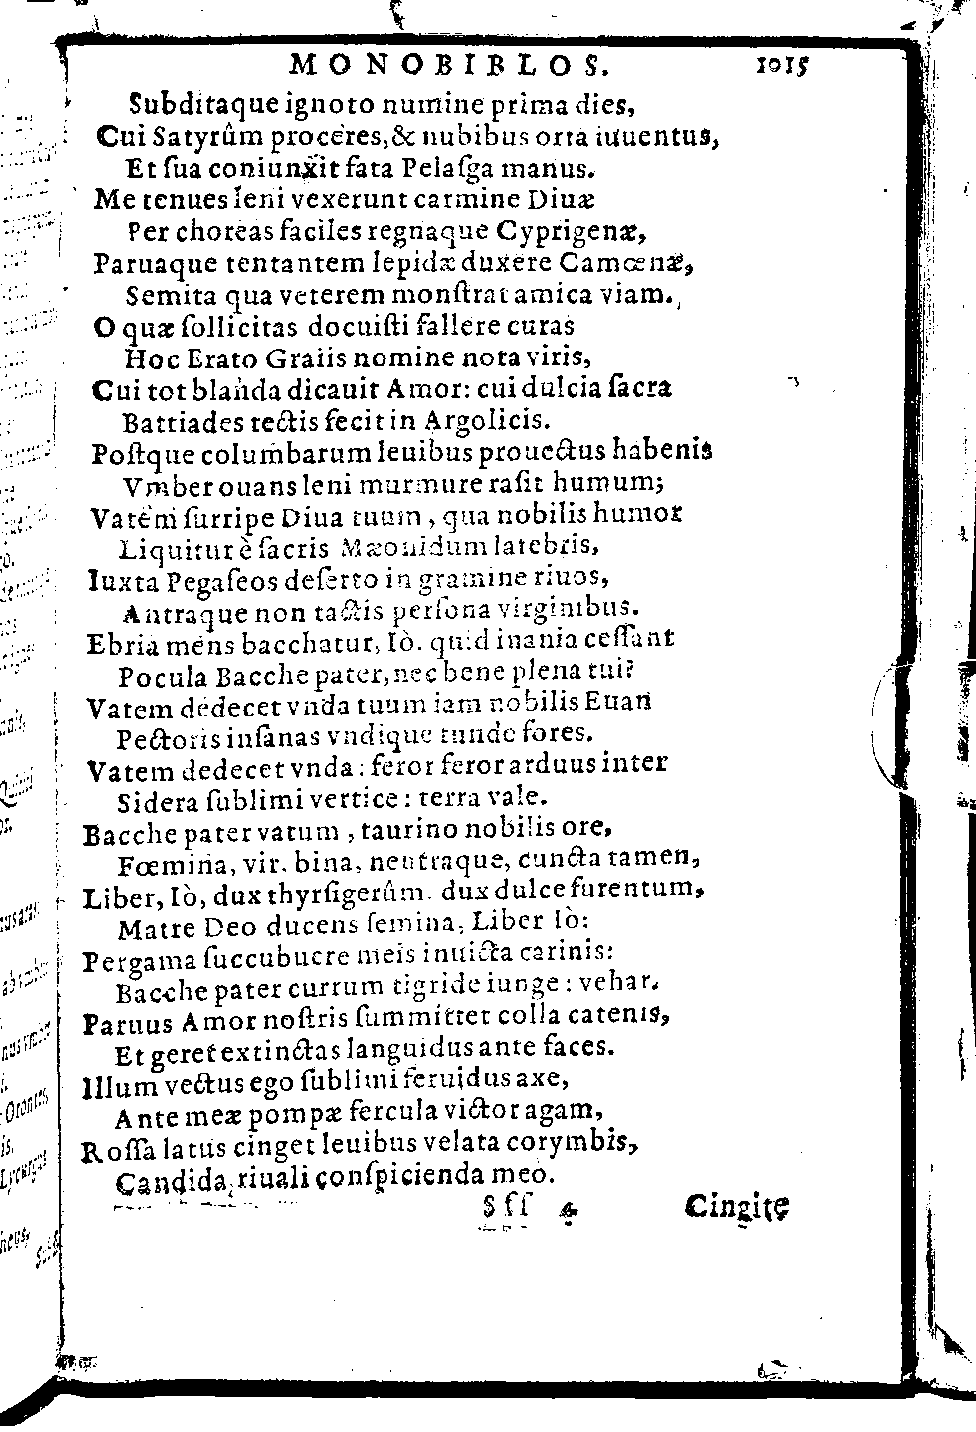 MONOBIBLOS. 1015
Subditaque ignoto numine prima dies,
Cui Satyrûm proceres, & nubibus orta iuuentus,
Et ſua coniunxit fata Pelaſga manus.
Me tenues leni vexerunt carmine Diuæ
Per choreas faciles regnaque Cyprigenæ,
Paruaque tentantem lepidæ duxere Camœnæ,
Semita qua veterem monſtrat amica viam.
O quæ ſollicitas docuiſti fallere curas
Hoc Erato Graiis nomine nota viris,
Cui tot blanda dicauit Amor: cui dulcia ſacra
Battiades tectis fecit in Argolicis.
Poſtque columbarum leuibus prouectus habenis
Vmber ouans leni murmure raſit humum;
Vatem ſurripe Diua tuum, qua nobilis humor
Liquitur è ſacris Mæonidum latebris,
Iuxta Pegaſeos deſerto in gramine riuos,
Antraque non tactis perſona virginibus.
Ebria mens bacchatur, Iò. quid inania ceſſant
Pocula Bacche pater, nec bene plena tui?
Vatem dedecet vnda tuum iam nobilis Euan
Pectoris inſanas vndique tunde fores.
Vatem dedecet vnda: feror feror arduus inter
Sidera ſublimi vertice: terra vale.
Bacche pater vatum, taurino nobilis ore,
Fœmina, vir. bina, neutraque, cuncta tamen,
Liber, Iò, dux thyrſigerûm. dux dulce furentum,
Matre Deo ducens ſemina, Liber Iò:
Pergama ſuccubuere meis inuicta carinis:
Bacche pater currum tigride iunge: vehar.
Paruus Amor noſtris ſummittet colla catenis,
Et geret extinctas languidus ante faces.
Illum vectus ego ſublimi feruidus axe,
Ante meæ pompæ fercula victor agam,
Roſſa latus cinget leuibus velata corymbis,
Candida, riuali conſpicienda meo.
Sſſ 4 Cingite